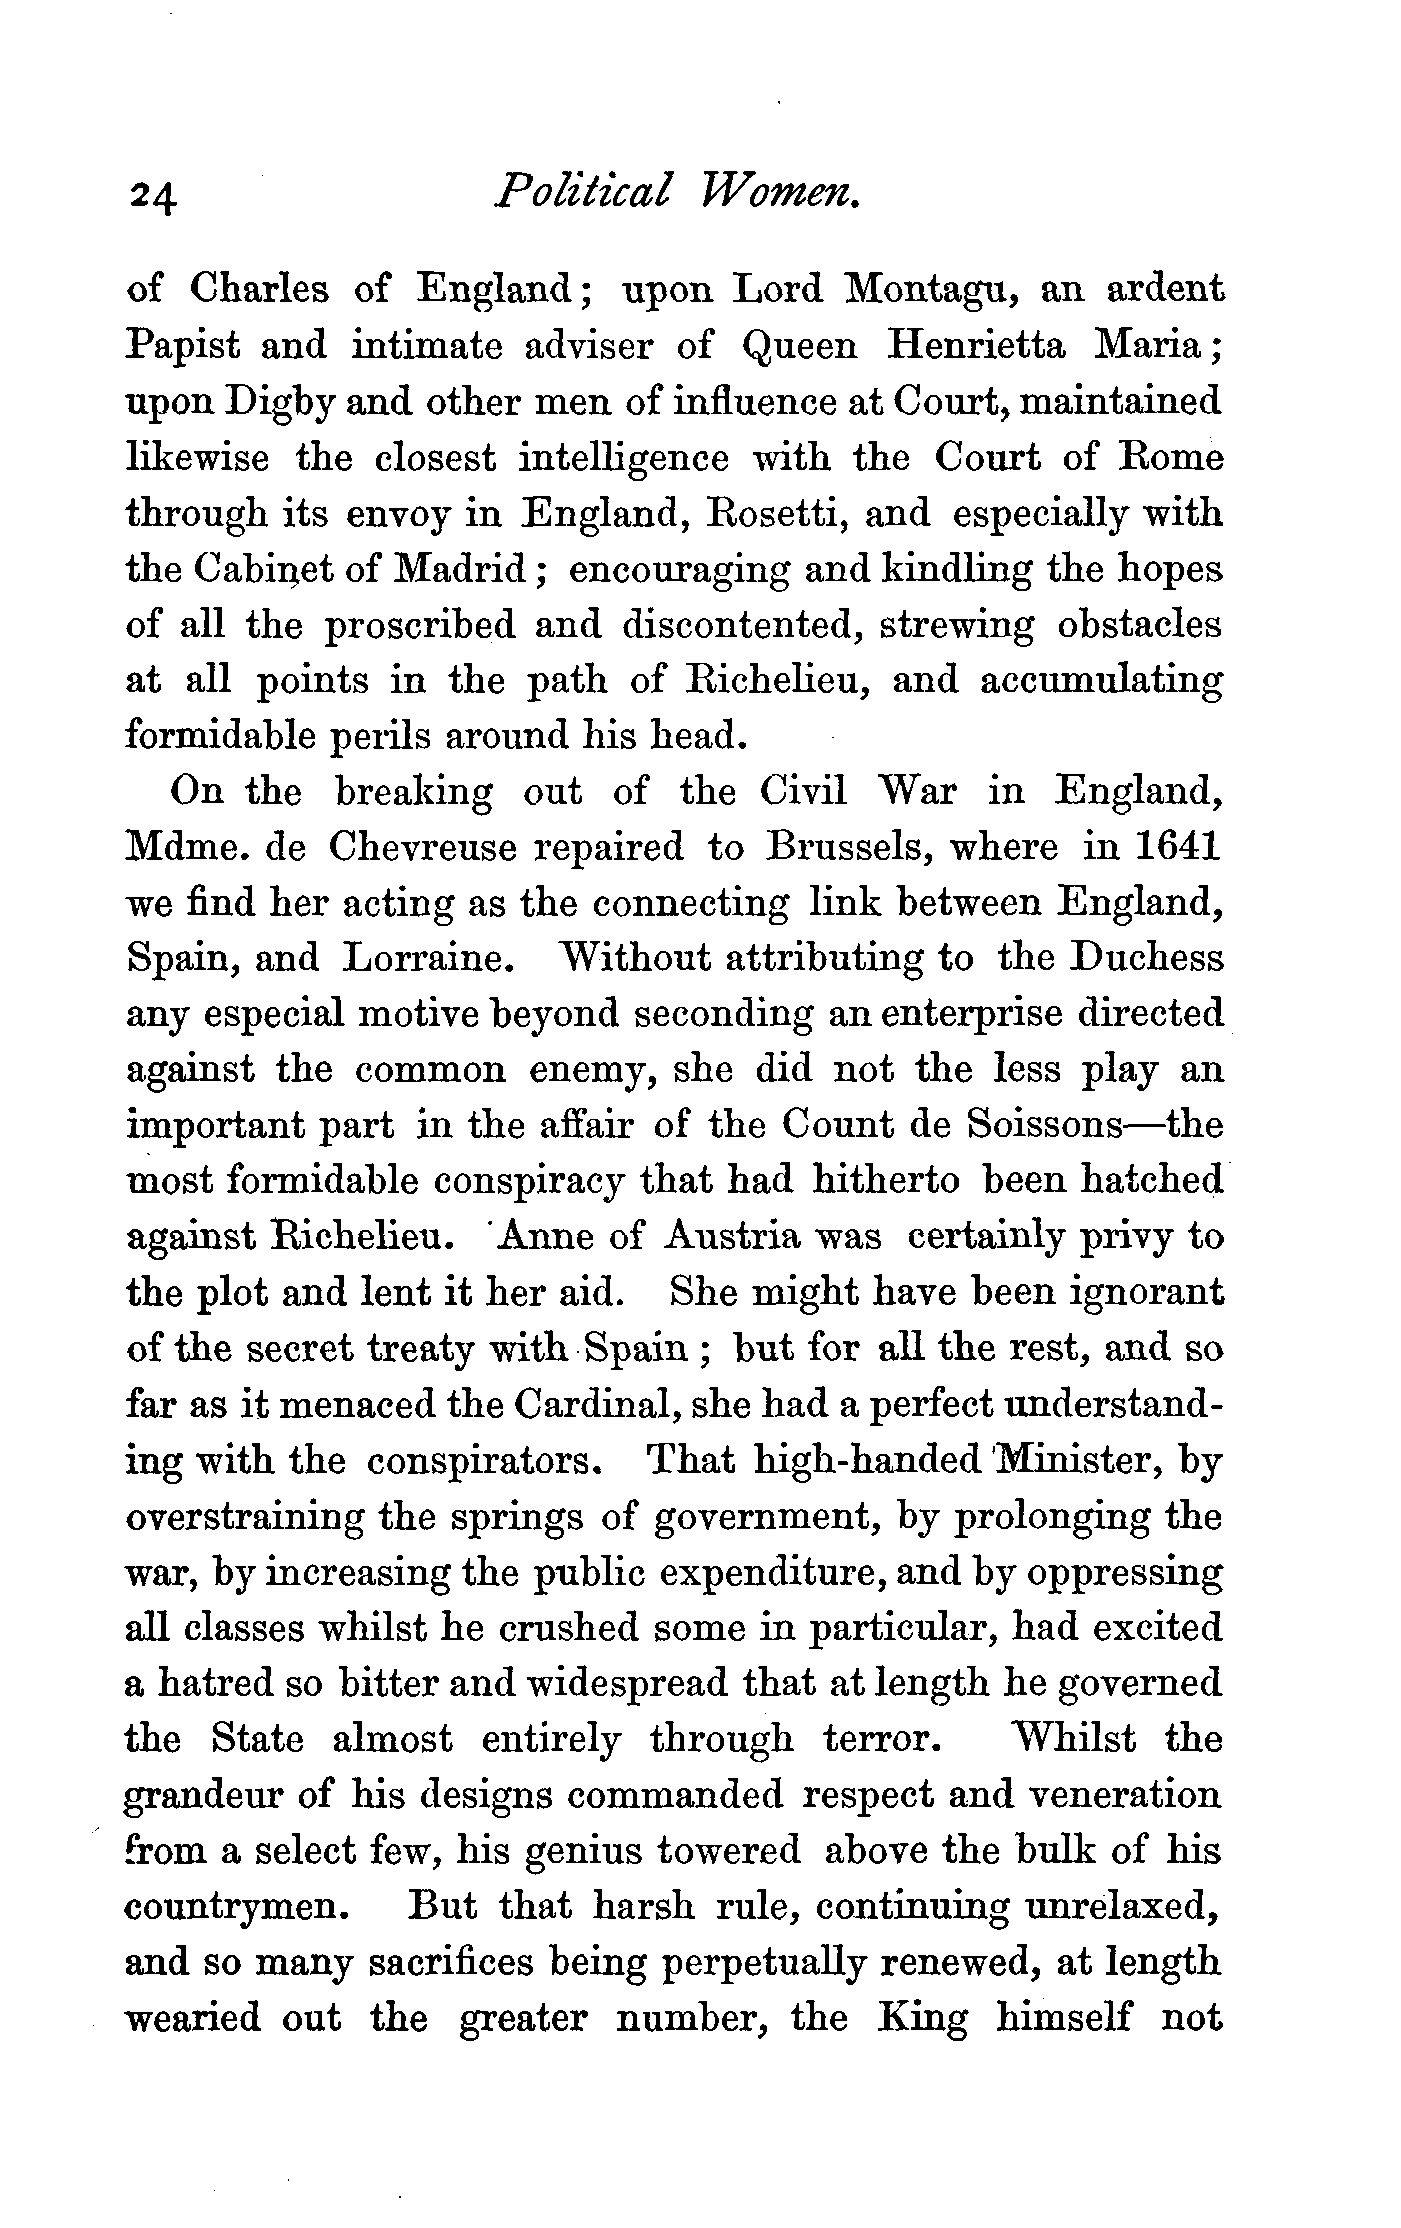 24 Political Women.
of Charles of England; upon Lord Montagu, an ardent
Papist and intimate adviser of Queen Henrietta Maria;
upon Digby and other men of influence at Court, maintained
likewise the closest intelligence with the Court of Rome
through its envoy in England, Rosetti, and especially with
the Cabinet of Madrid; encouraging and kindling the hopes
of all the proscribed and discontented, strewing obstacles
at all points in the path of Richelieu, and accumulating
formidable perils around his head.
On the breaking out of the Civil War in England,
Mdme. de Chevreuse repaired to Brussels, where in 1641
we find her acting as the connecting link between England,
Spain, and Lorraine. Without attributing to the Duchess
any especial motive beyond seconding an enterprise directed
against the common enemy, she did not the less play an
important part in the affair of the Count de Soissons—the
most formidable conspiracy that had hitherto been hatched
against Richelieu. Anne of Austria was certainly privy to
the plot and lent it her aid. She might have been ignorant
of the secret treaty with Spain; but for all the rest, and so
far as it menaced the Cardinal, she had a perfect understand-
ing with the conspirators. That high-handed Minister, by
overstraining the springs of government, by prolonging the
war, by increasing the public expenditure, and by oppressing
all classes whilst he crushed some in particular, had excited
a hatred so bitter and widespread that at length he governed
the State almost entirely through terror. Whilst the
grandeur of his designs commanded respect and veneration
from a select few, his genius towered above the bulk of his
countrymen. But that harsh rule, continuing unrelaxed,
and so many sacrifices being perpetually renewed, at length
wearied out the greater number, the King himself not